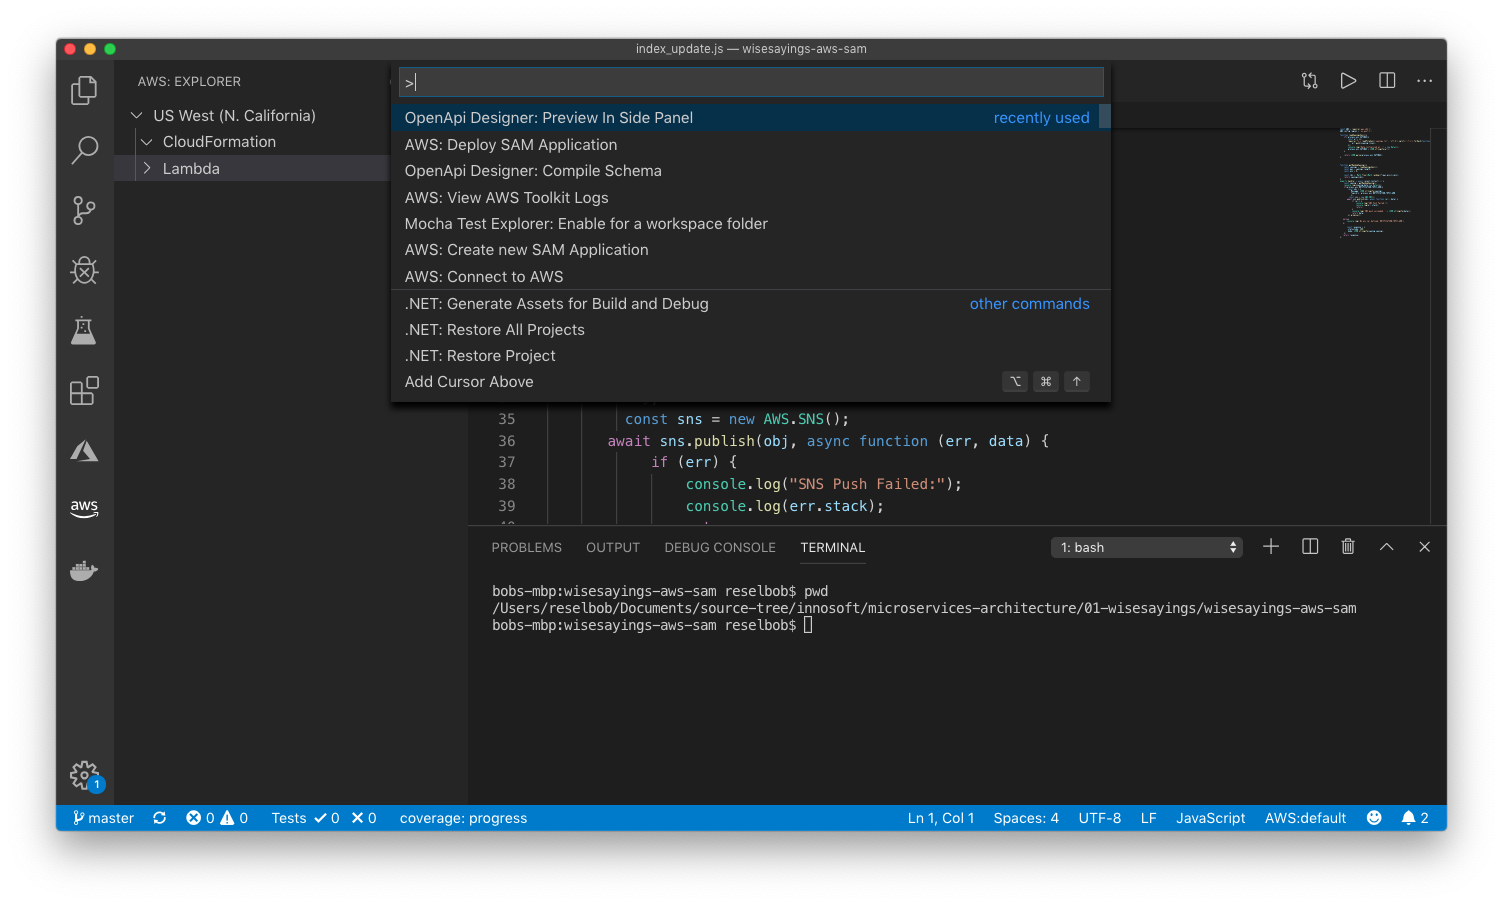 index_update.js — wisesayings-aws-sam
AWS: EXPLORER
US West (N. California)
CloudFormation
Lambda
>
OpenApi Designer: Preview In Side Panel recently used
AWS: Deploy SAM Application
OpenApi Designer: Compile Schema
AWS: View AWS Toolkit Logs
Mocha Test Explorer: Enable for a workspace folder
AWS: Create new SAM Application
AWS: Connect to AWS
.NET: Generate Assets for Build and Debug other commands
.NET: Restore All Projects
.NET: Restore Project
Add Cursor Above ⌥ ⌘ ↑
35 const sns = new AWS.SNS();
36 await sns.publish(obj, async function (err, data) {
37 if (err) {
38 console.log("SNS Push Failed:");
39 console.log(err.stack);
aws
PROBLEMS OUTPUT DEBUG CONSOLE TERMINAL 1: bash
bobs-mbp:wisesayings-aws-sam reselbob$ pwd
/Users/reselbob/Documents/source-tree/innosoft/microservices-architecture/01-wisesayings/wisesayings-aws-sam
bobs-mbp:wisesayings-aws-sam reselbob$
1
master 0 0 Tests ✓ 0 ✕ 0 coverage: progress Ln 1, Col 1 Spaces: 4 UTF-8 LF JavaScript AWS:default 2